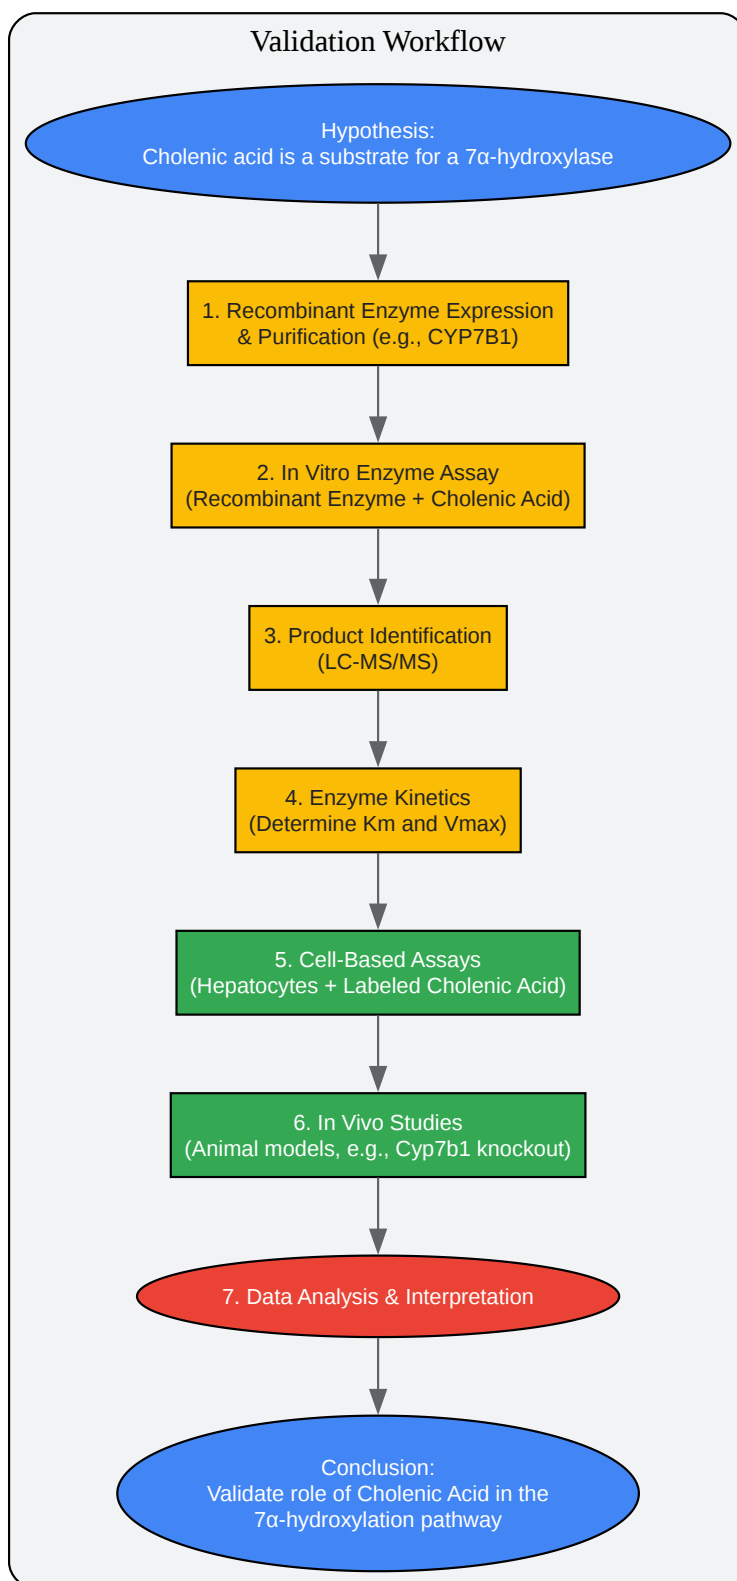 Validation Workflow
Hypothesis:
Cholenic acid is a substrate for a 7α-hydroxylase
1. Recombinant Enzyme Expression
& Purification (e.g., CYP7B1)
2. In Vitro Enzyme Assay
(Recombinant Enzyme + Cholenic Acid)
3. Product Identification
(LC-MS/MS)
4. Enzyme Kinetics
(Determine Km and Vmax)
5. Cell-Based Assays
(Hepatocytes + Labeled Cholenic Acid)
6. In Vivo Studies
(Animal models, e.g., Cyp7b1 knockout)
7. Data Analysis & Interpretation
Conclusion:
Validate role of Cholenic Acid in the
7α-hydroxylation pathway